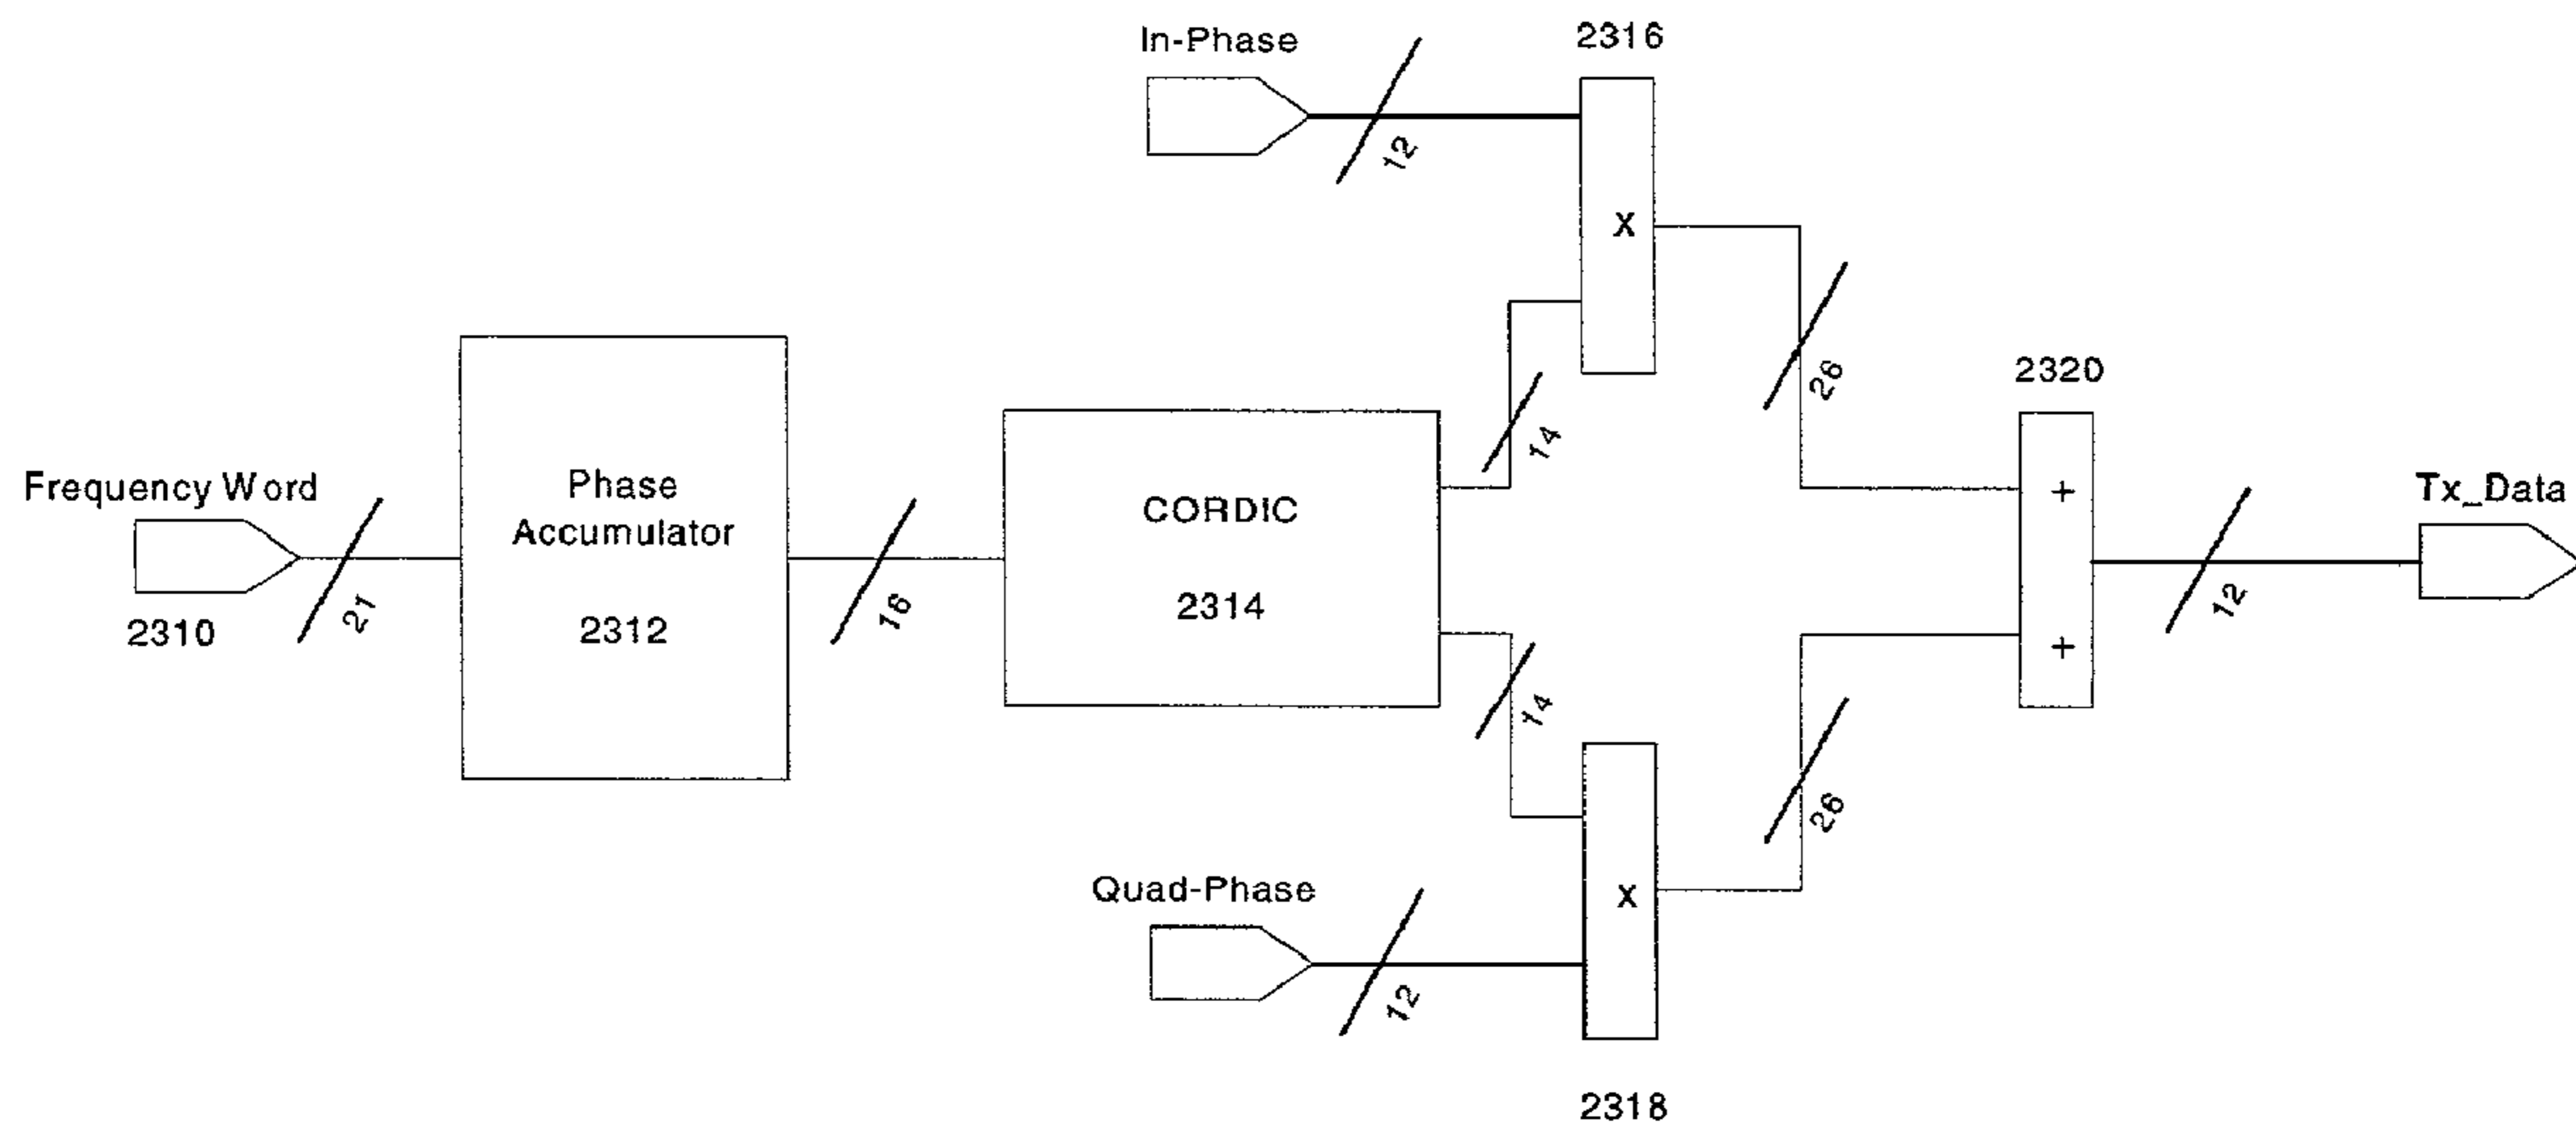 In-Phase
2316
12
X
26
2320
14
Frequency Word
Phase
Accumulator
CORDIC
+
Tx_Data
21
16
12
2310
2312
2314
+
14
26
Quad-Phase
X
12
2318